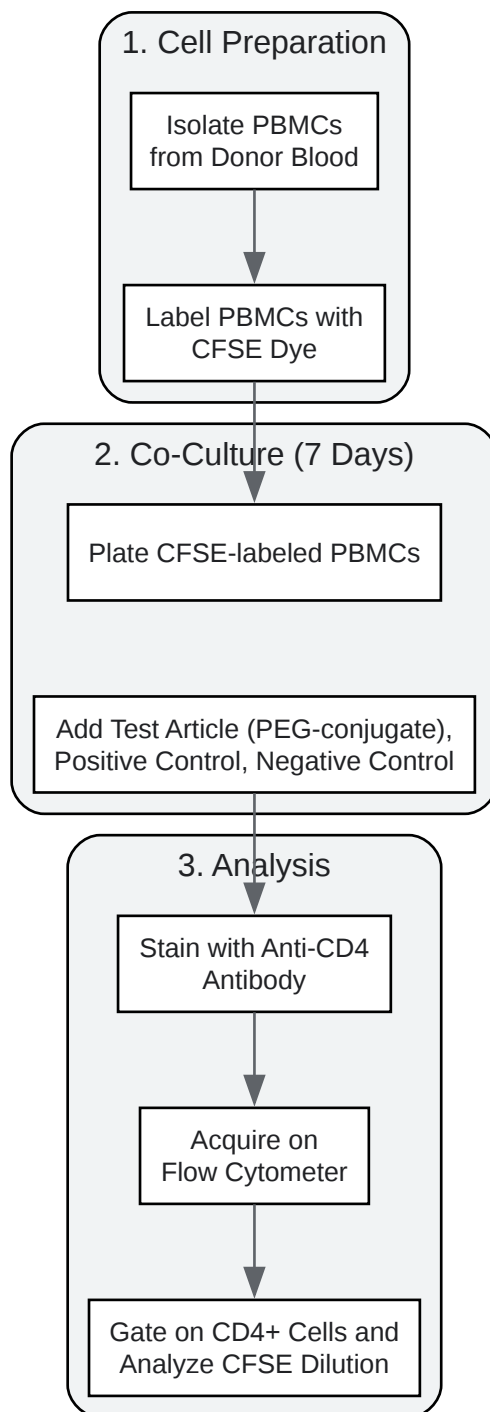 1. Cell Preparation
Isolate PBMCs
from Donor Blood
Label PBMCs with
CFSE Dye
2. Co-Culture (7 Days)
Plate CFSE-labeled PBMCs
Add Test Article (PEG-conjugate),
Positive Control, Negative Control
3. Analysis
Stain with Anti-CD4
Antibody
Acquire on
Flow Cytometer
Gate on CD4+ Cells and
Analyze CFSE Dilution